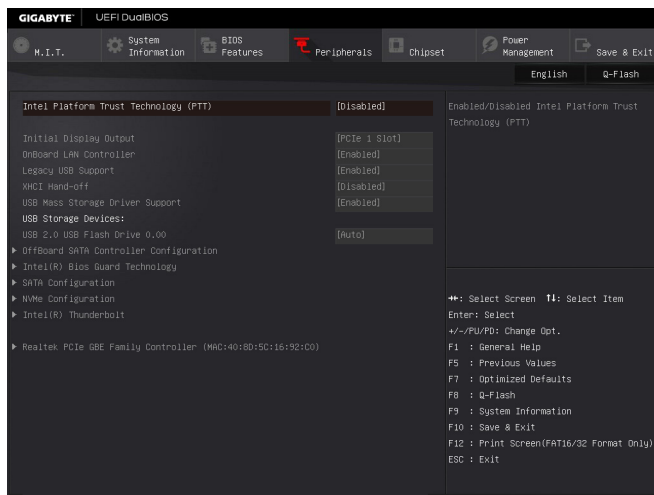 GIGABYTE™ UEFI DualBIOS
M.I.T.
System Information
BIOS Features
Peripherals
Chipset
Power Management
Save & Exit
English
Q-Flash
Intel Platform Trust Technology (PTT) [Disabled]
Initial Display Output [PCIe 1 Slot]
OnBoard LAN Controller [Enabled]
Legacy USB Support [Enabled]
XHCI Hand-off [Disabled]
USB Mass Storage Driver Support [Enabled]
USB Storage Devices:
USB 2.0 USB Flash Drive 0.00 [Auto]
▶ OffBoard SATA Controller Configuration
▶ Intel(R) Bios Guard Technology
▶ SATA Configuration
▶ NVMe Configuration
▶ Intel(R) Thunderbolt
▶ Realtek PCIe GBE Family Controller (MAC:40:8D:5C:16:92:C0)
Enabled/Disabled Intel Platform Trust
Technology (PTT)
→←: Select Screen ↑↓: Select Item
Enter: Select
+/-/PU/PD: Change Opt.
F1 : General Help
F5 : Previous Values
F7 : Optimized Defaults
F8 : Q-Flash
F9 : System Information
F10 : Save & Exit
F12 : Print Screen(FAT16/32 Format Only)
ESC : Exit